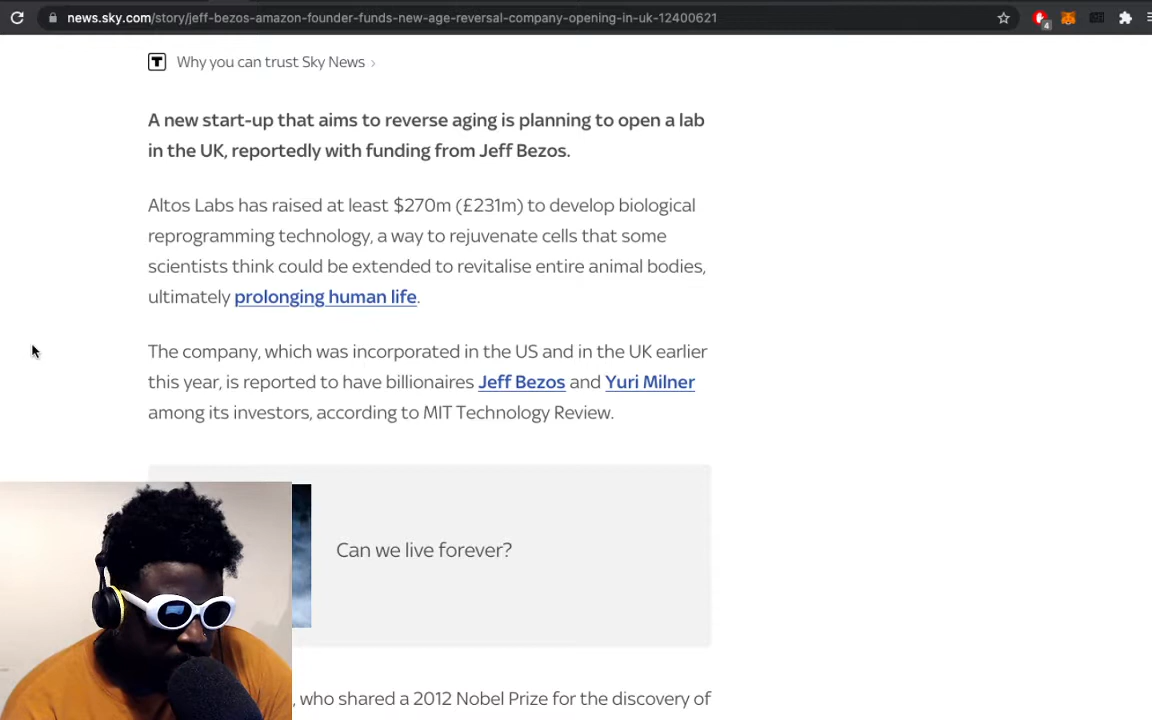 news.sky.com/story/jeff-bezos-amazon-founder-funds-new-age-reversal-company-opening-in-uk-12400621
4
T Why you can trust Sky News
A new start-up that aims to reverse aging is planning to open a lab
in the UK, reportedly with funding from Jeff Bezos.
Altos Labs has raised at least $270m (£231m) to develop biological
reprogramming technology, a way to rejuvenate cells that some
scientists think could be extended to revitalise entire animal bodies,
ultimately prolonging human life.
The company, which was incorporated in the US and in the UK earlier
this year, is reported to have billionaires Jeff Bezos and Yuri Milner
among its investors, according to MIT Technology Review.
Can we live forever?
, who shared a 2012 Nobel Prize for the discovery of